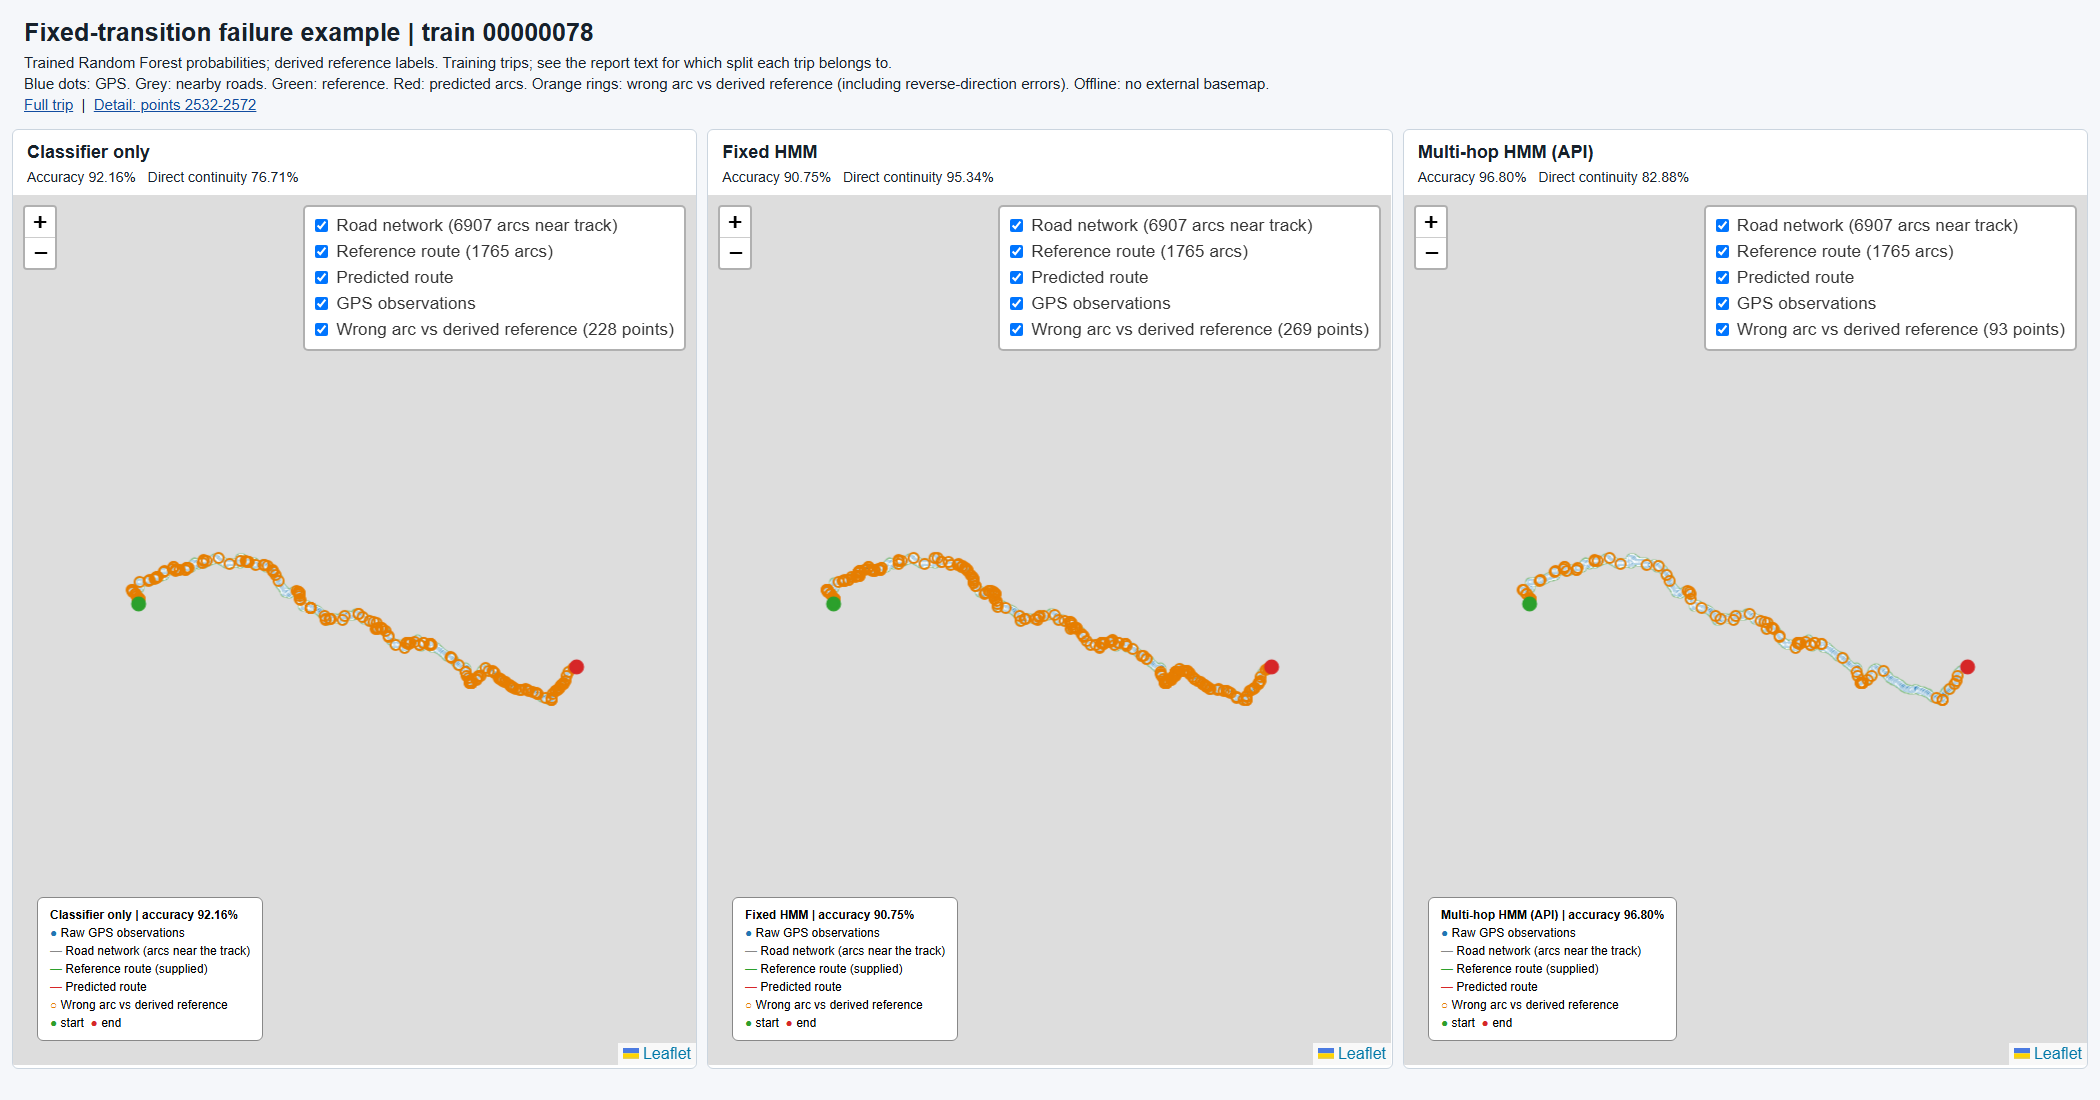 Fixed-transition failure example | train 00000078
Trained Random Forest probabilities; derived reference labels. Training trips; see the report text for which split each trip belongs to.
Blue dots: GPS. Grey: nearby roads. Green: reference. Red: predicted arcs. Orange rings: wrong arc vs derived reference (including reverse-direction errors). Offline: no external basemap.
Full trip | Detail: points 2532-2572
Classifier only
Accuracy 92.16% Direct continuity 76.71%
+
−
Road network (6907 arcs near track)
Reference route (1765 arcs)
Predicted route
GPS observations
Wrong arc vs derived reference (228 points)
Classifier only | accuracy 92.16%
Raw GPS observations
Road network (arcs near the track)
Reference route (supplied)
Predicted route
Wrong arc vs derived reference
start end
Leaflet
Fixed HMM
Accuracy 90.75% Direct continuity 95.34%
+
−
Road network (6907 arcs near track)
Reference route (1765 arcs)
Predicted route
GPS observations
Wrong arc vs derived reference (269 points)
Fixed HMM | accuracy 90.75%
Raw GPS observations
Road network (arcs near the track)
Reference route (supplied)
Predicted route
Wrong arc vs derived reference
start end
Leaflet
Multi-hop HMM (API)
Accuracy 96.80% Direct continuity 82.88%
+
−
Road network (6907 arcs near track)
Reference route (1765 arcs)
Predicted route
GPS observations
Wrong arc vs derived reference (93 points)
Multi-hop HMM (API) | accuracy 96.80%
Raw GPS observations
Road network (arcs near the track)
Reference route (supplied)
Predicted route
Wrong arc vs derived reference
start end
Leaflet